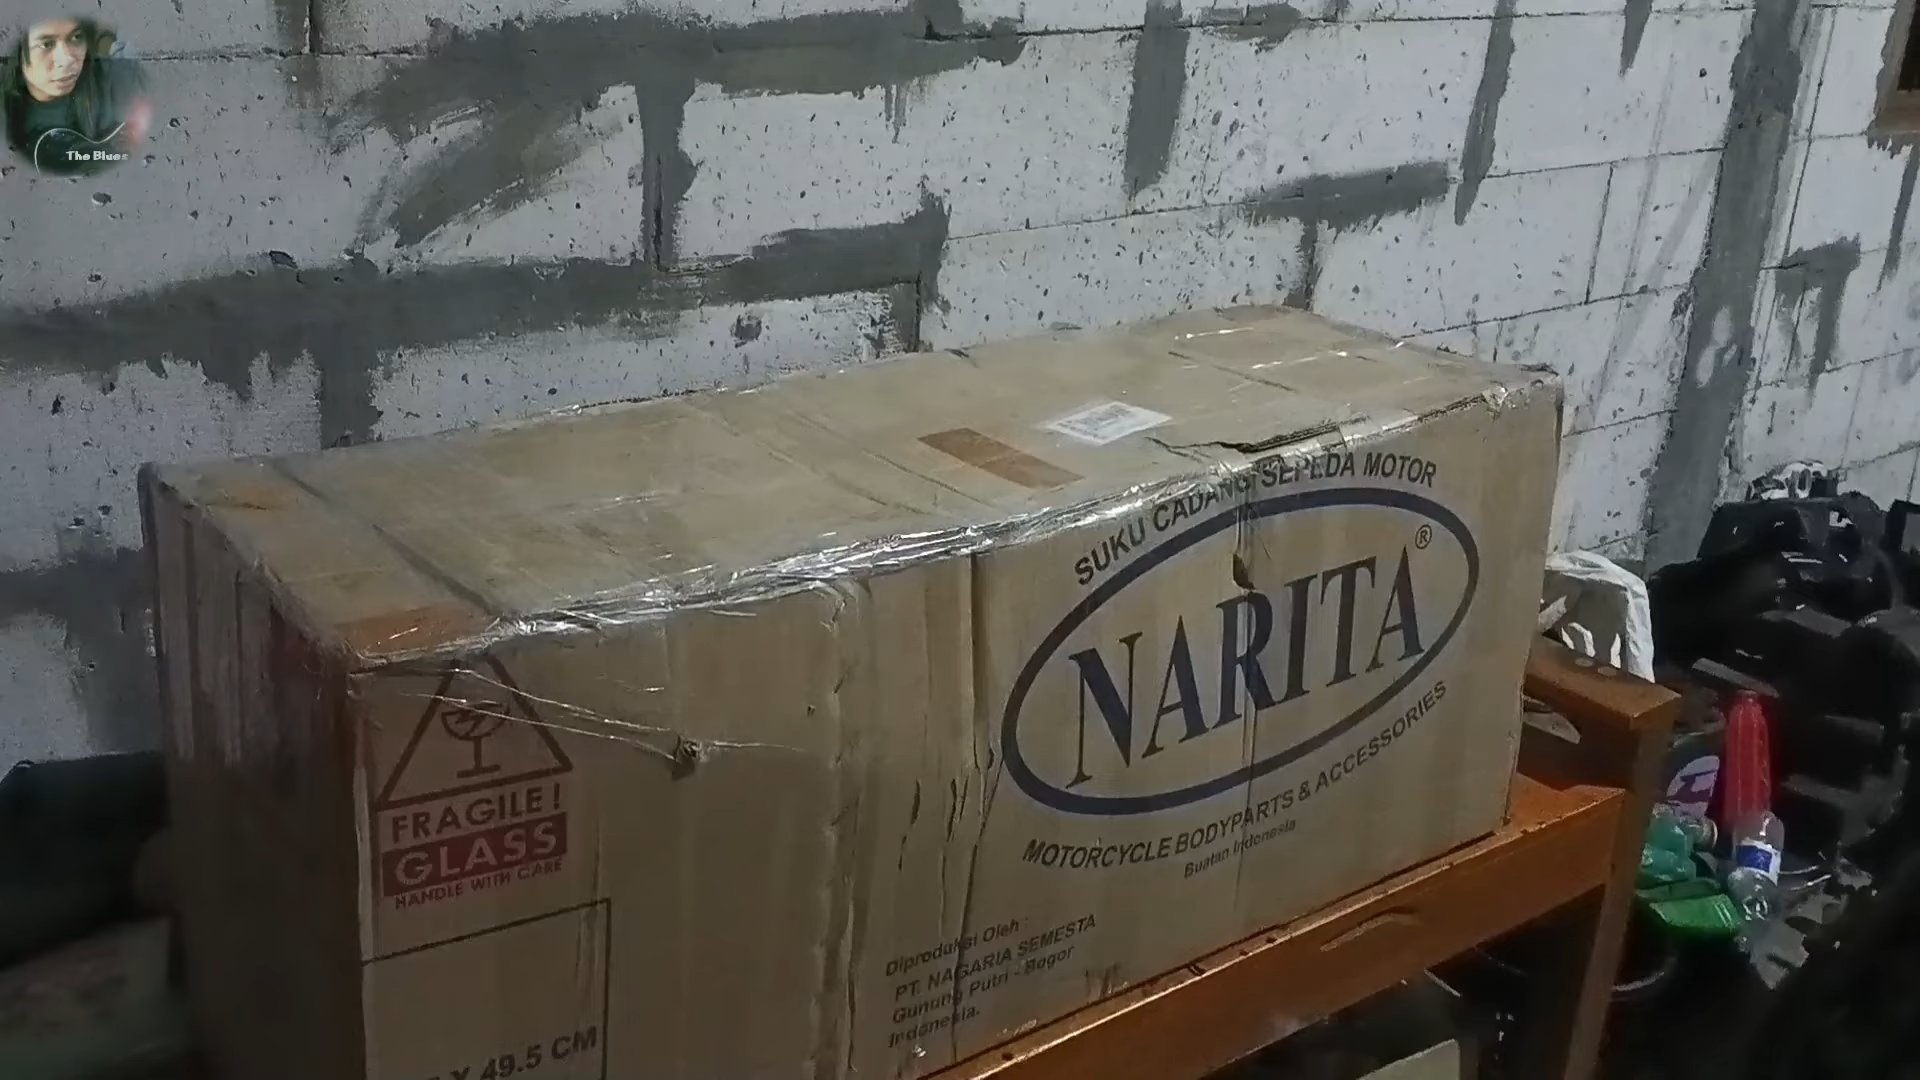 The Blues
SUKU CADANG SEPEDA MOTOR
NARITA®
MOTORCYCLE BODYPARTS & ACCESSORIES
Buatan Indonesia
FRAGILE!
GLASS
HANDLE WITH CARE
Diproduksi Oleh :
PT. NAGARIA SEMESTA
Gunung Putri - Bogor
Indonesia.
X 49.5 CM